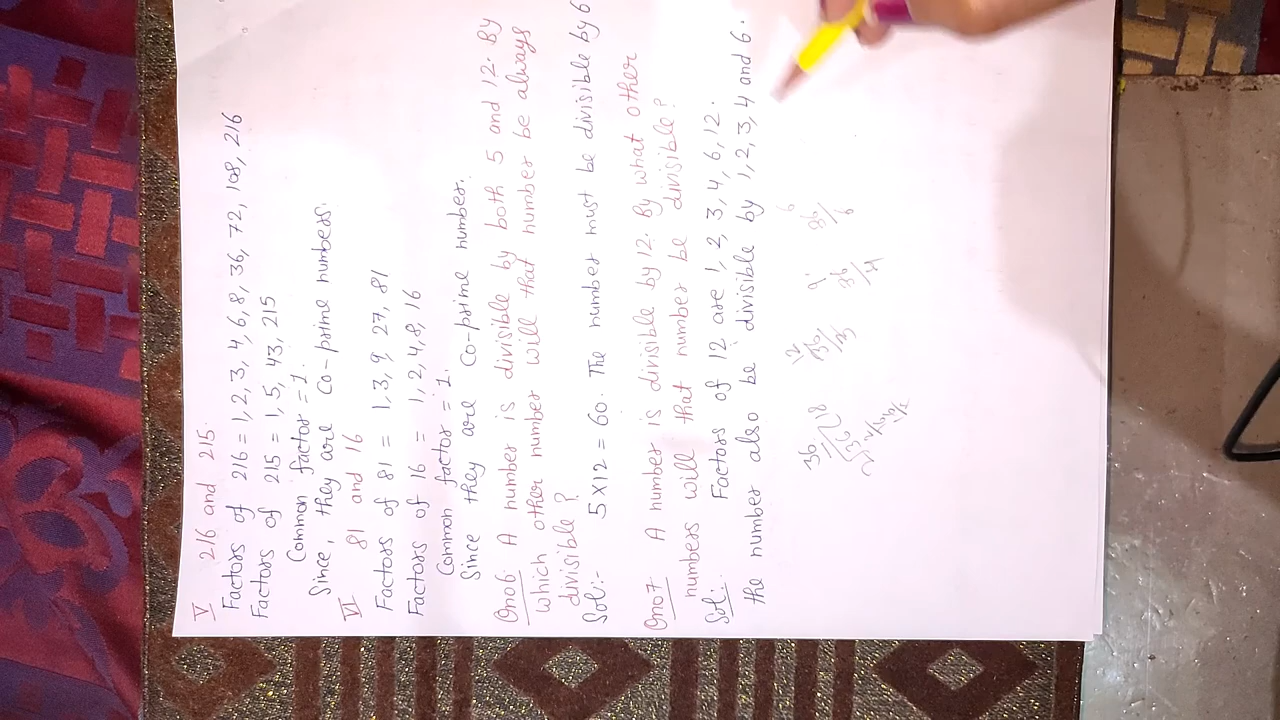 V 216 and 215.
Factors of 216 = 1, 2, 3, 4, 6, 8, 36, 72, 108, 216
Factors of 215 = 1, 5, 43, 215
Common factor = 1.
Since, they are Co-prime numbers.
VI 81 and 16
Factors of 81 = 1, 3, 9, 27, 81
Factors of 16 = 1, 2, 4, 8, 16
Common factor = 1.
Since they are Co-prime number.
Qno6. A number is divisible by both 5 and 12. By
which other number will that number be always
divisible?
Sol:- 5 x 12 = 60. The number must be divisible by 6
Qno7. A number is divisible by 12. By what other
numbers will that number be divisible?
Sol:- Factors of 12 are 1, 2, 3, 4, 6, 12.
the number also be divisible by 1, 2, 3, 4 and 6.